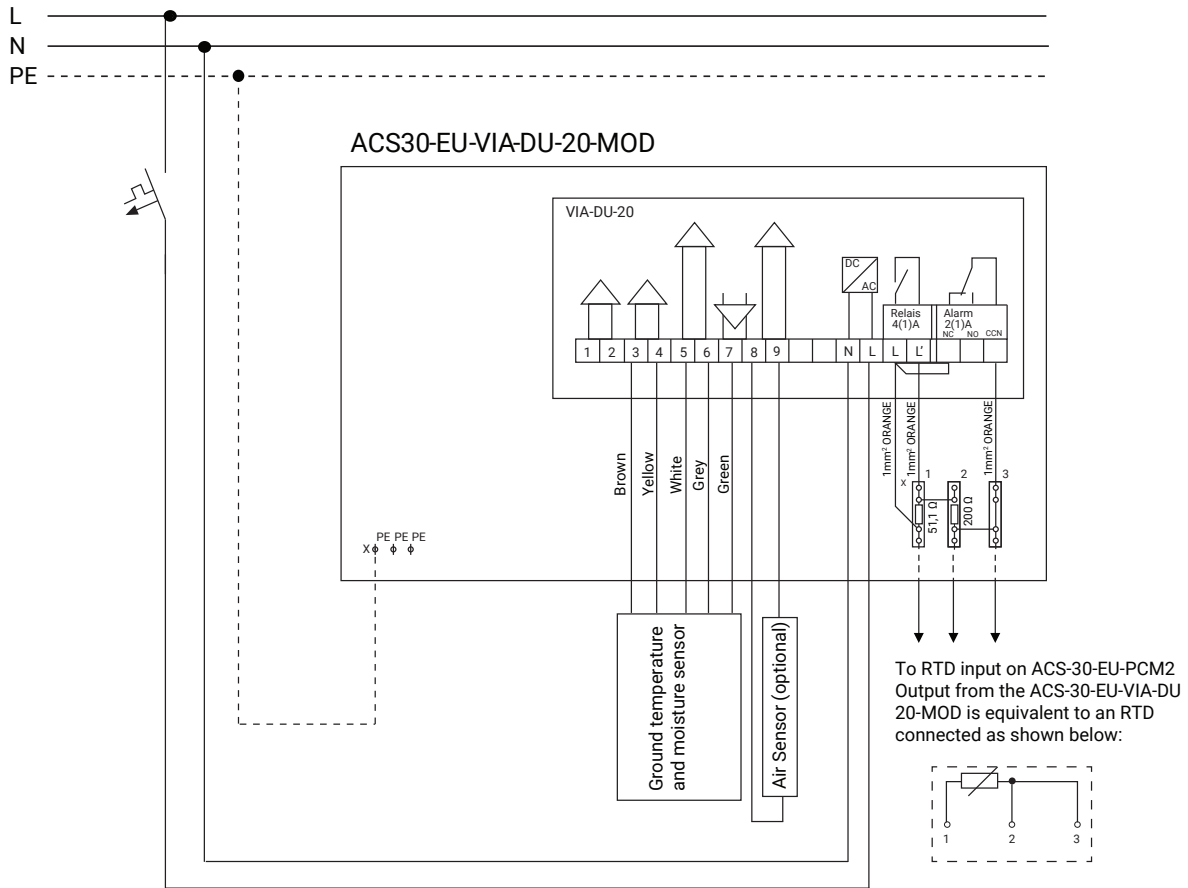 L
N
PE
ACS30-EU-VIA-DU-20-MOD
VIA-DU-20
DC
AC
Relais
4(1)A
Alarm
2(1)A
NC NO CCN
1 2 3 4 5 6 7 8 9 N L L L'
Brown
Yellow
White
Grey
Green
1mm² ORANGE
1mm² ORANGE
1mm² ORANGE
X 1 2 3
51,1 Ω
200 Ω
X PE PE PE
Ground temperature
and moisture sensor
Air Sensor (optional)
To RTD input on ACS-30-EU-PCM2
Output from the ACS-30-EU-VIA-DU
20-MOD is equivalent to an RTD
connected as shown below:
1 2 3